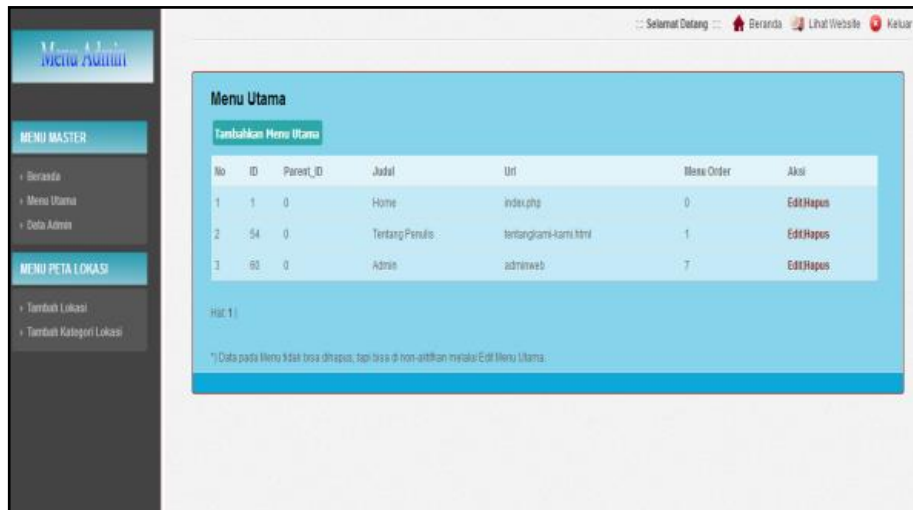 ::: Selamat Datang ::: Beranda Lihat Website Keluar
Menu Admin
MENU MASTER
› Beranda
› Menu Utama
› Data Admin
MENU PETA LOKASI
› Tambah Lokasi
› Tambah Kategori Lokasi
Menu Utama
Tambahkan Menu Utama
No ID Parent_ID Judul Url Menu Order Aksi
1 1 0 Home index.php 0 Edit|Hapus
2 54 0 Tentang Penulis tentangkami-kami.html 1 Edit|Hapus
3 60 0 Admin adminweb 7 Edit|Hapus
Hal: 1 |
*) Data pada Menu tidak bisa dihapus, tapi bisa di non-aktifkan melalui Edit Menu Utama.